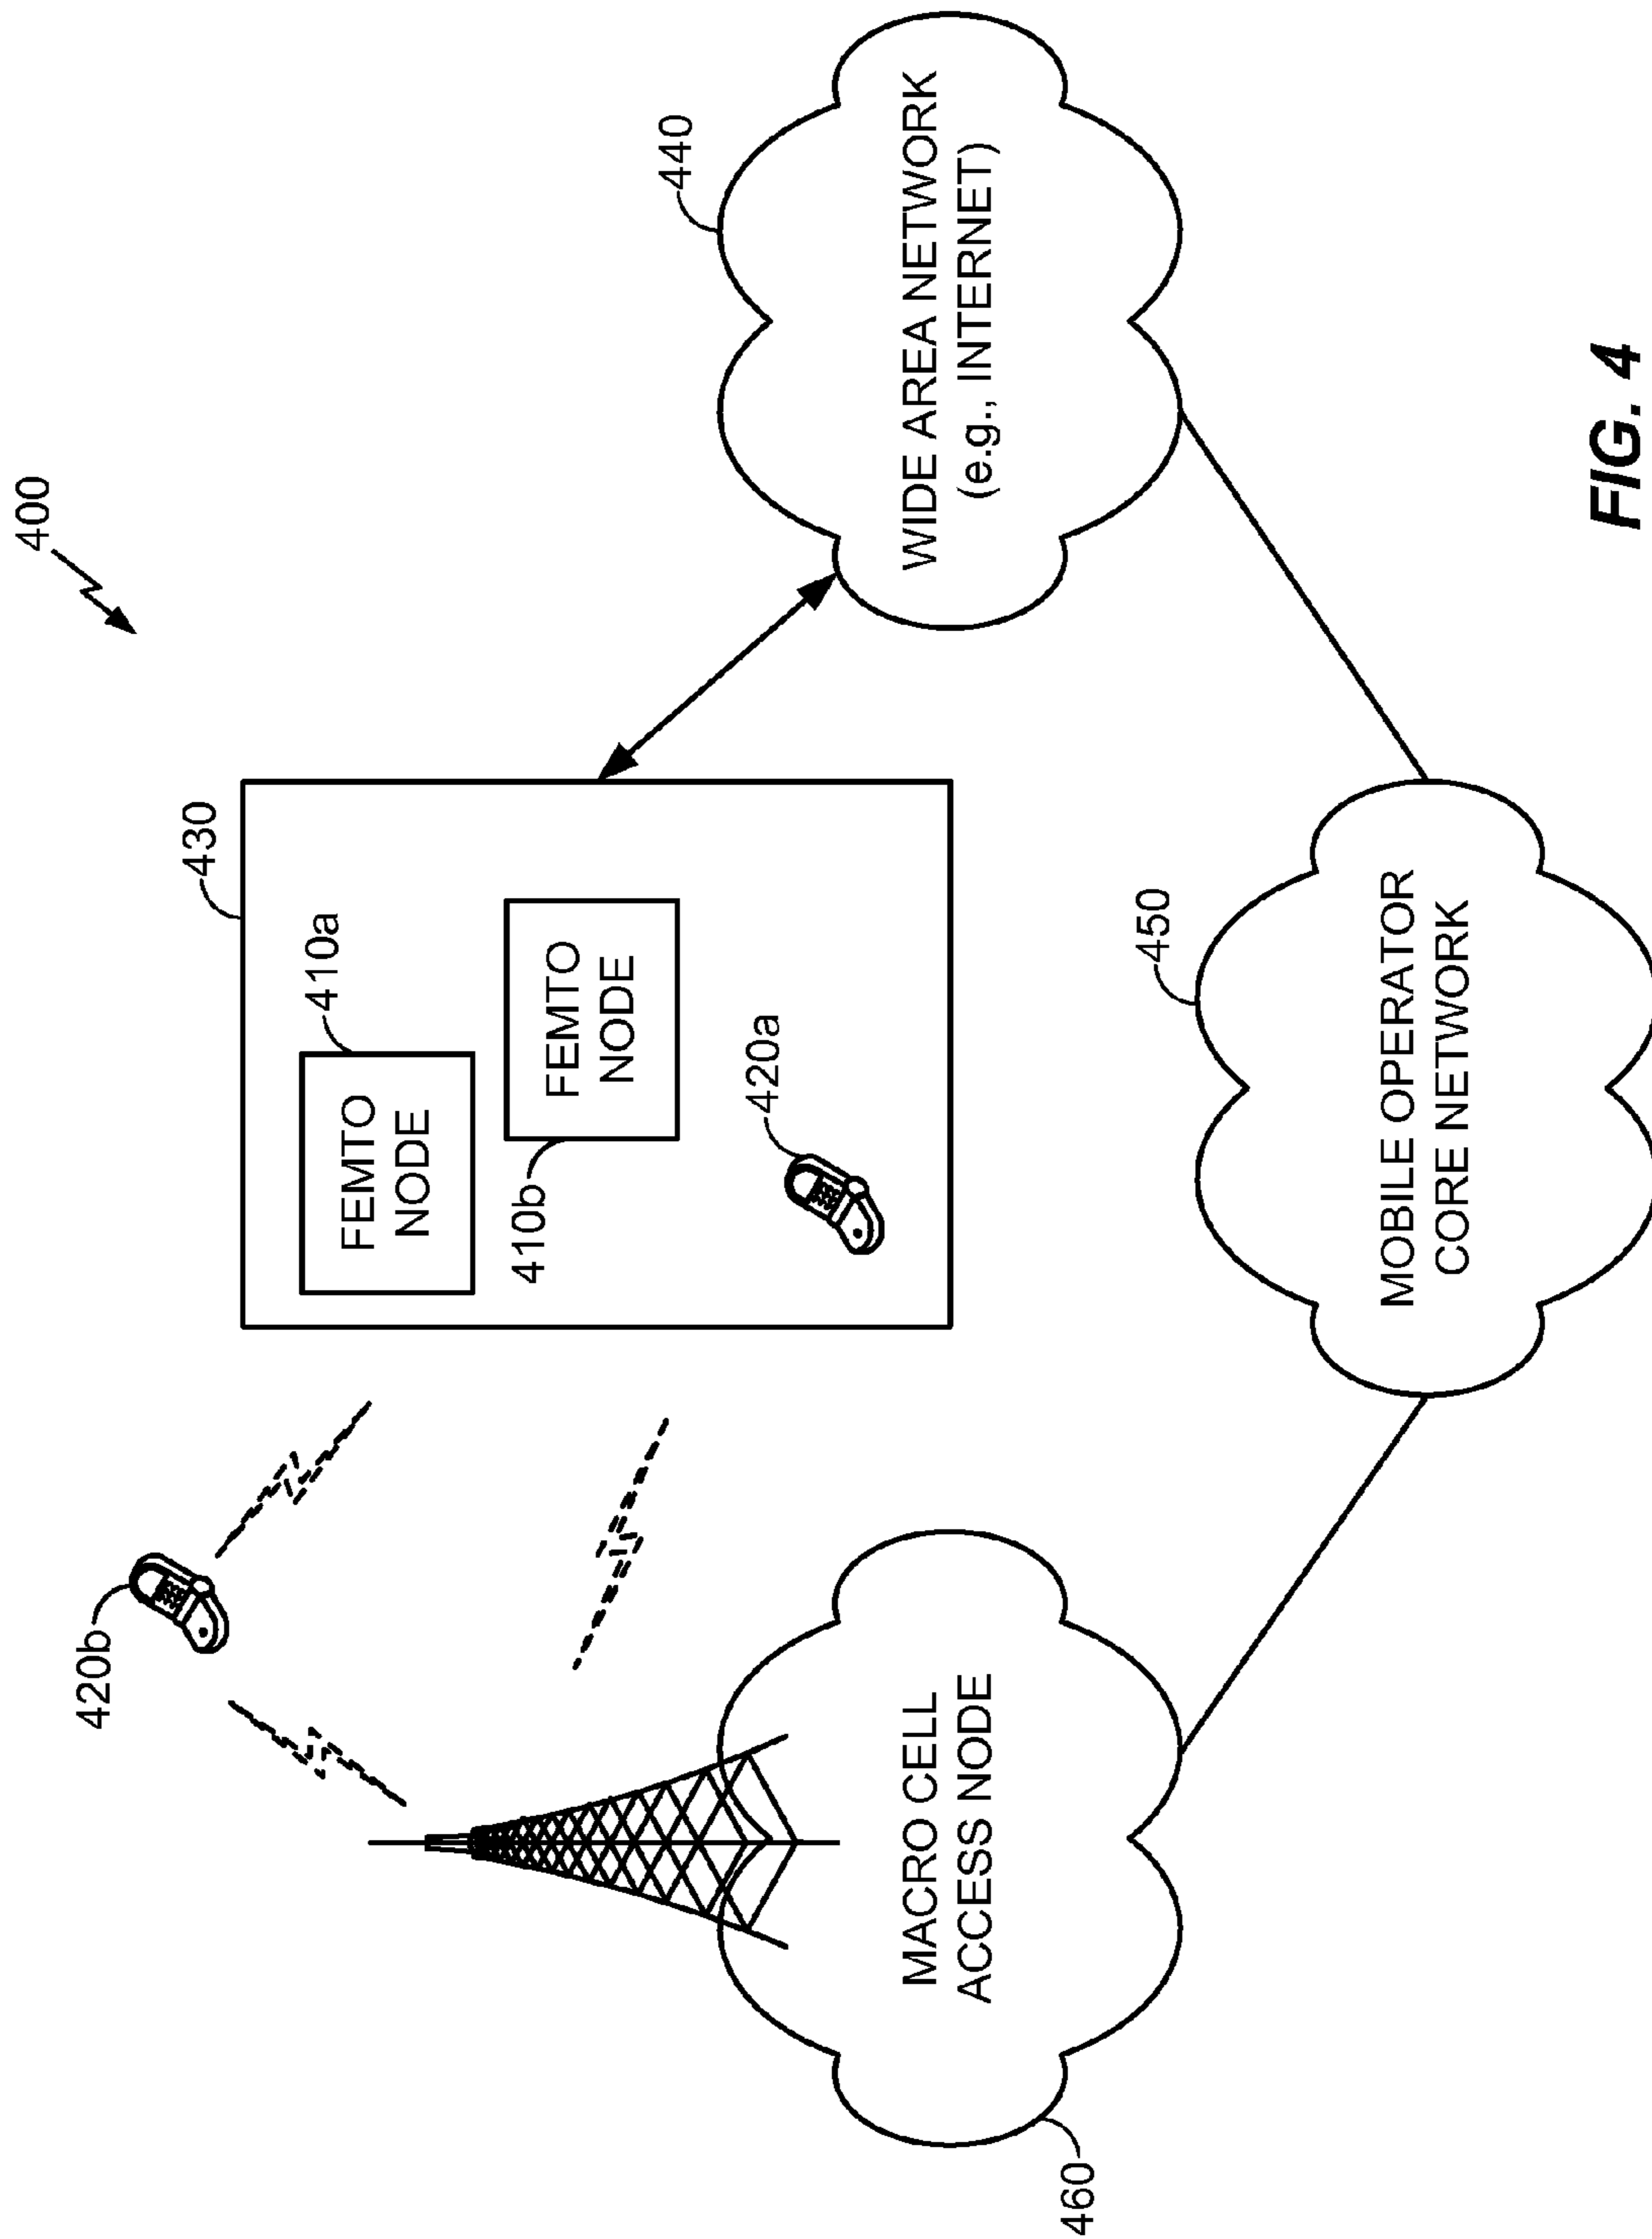 400
420b
430
410a
FEMTO
NODE
410b
FEMTO
NODE
420a
440
WIDE AREA NETWORK
(e.g., INTERNET)
MACRO CELL
ACCESS NODE
460
450
MOBILE OPERATOR
CORE NETWORK
FIG. 4